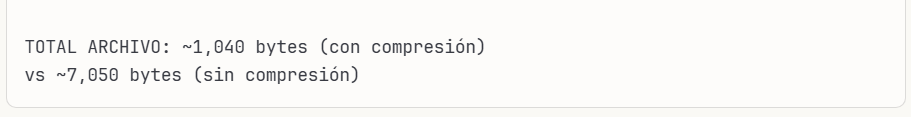 TOTAL ARCHIVO: ~1,040 bytes (con compresión)
vs ~7,050 bytes (sin compresión)